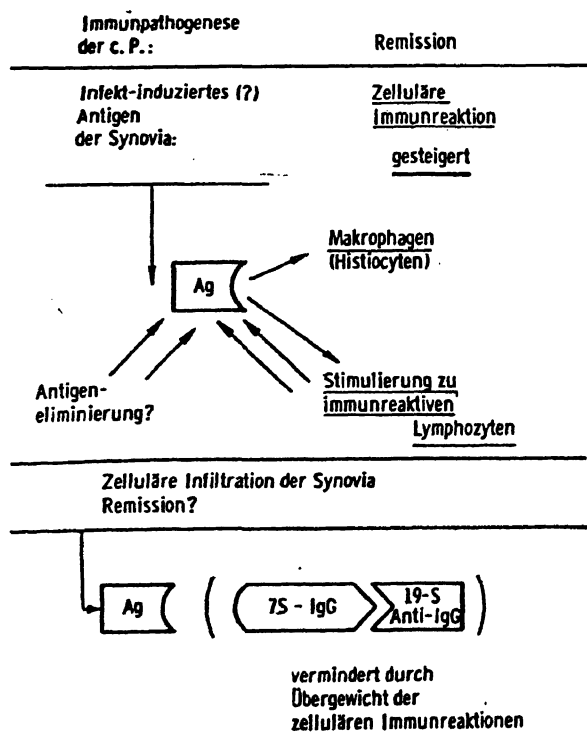 Immunpathogenese
der c. P.:
Remission
Infekt-induziertes (?)
Antigen
der Synovia:
Zelluläre
Immunreaktion
gesteigert
Makrophagen
(Histiocyten)
Ag
Antigen-
eliminierung?
Stimulierung zu
immunreaktiven
Lymphozyten
Zelluläre Infiltration der Synovia
Remission?
Ag
7S - IgG
19-S
Anti-IgG
vermindert durch
Übergewicht der
zellulären Immunreaktionen